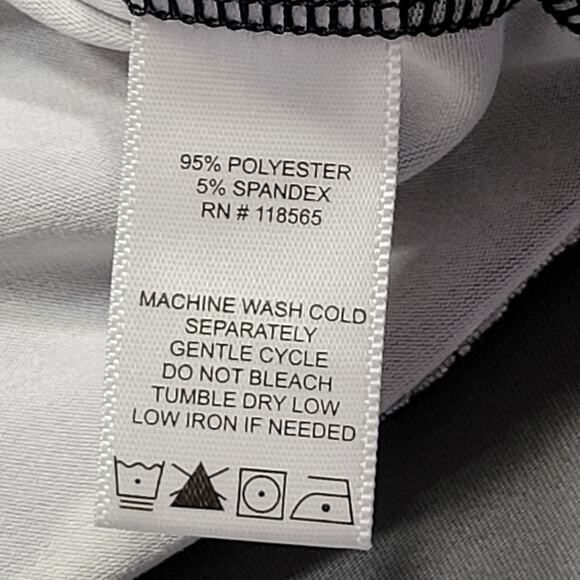 95% POLYESTER
5% SPANDEX
RN # 118565
MACHINE WASH COLD
SEPARATELY
GENTLE CYCLE
DO NOT BLEACH
TUMBLE DRY LOW
LOW IRON IF NEEDED